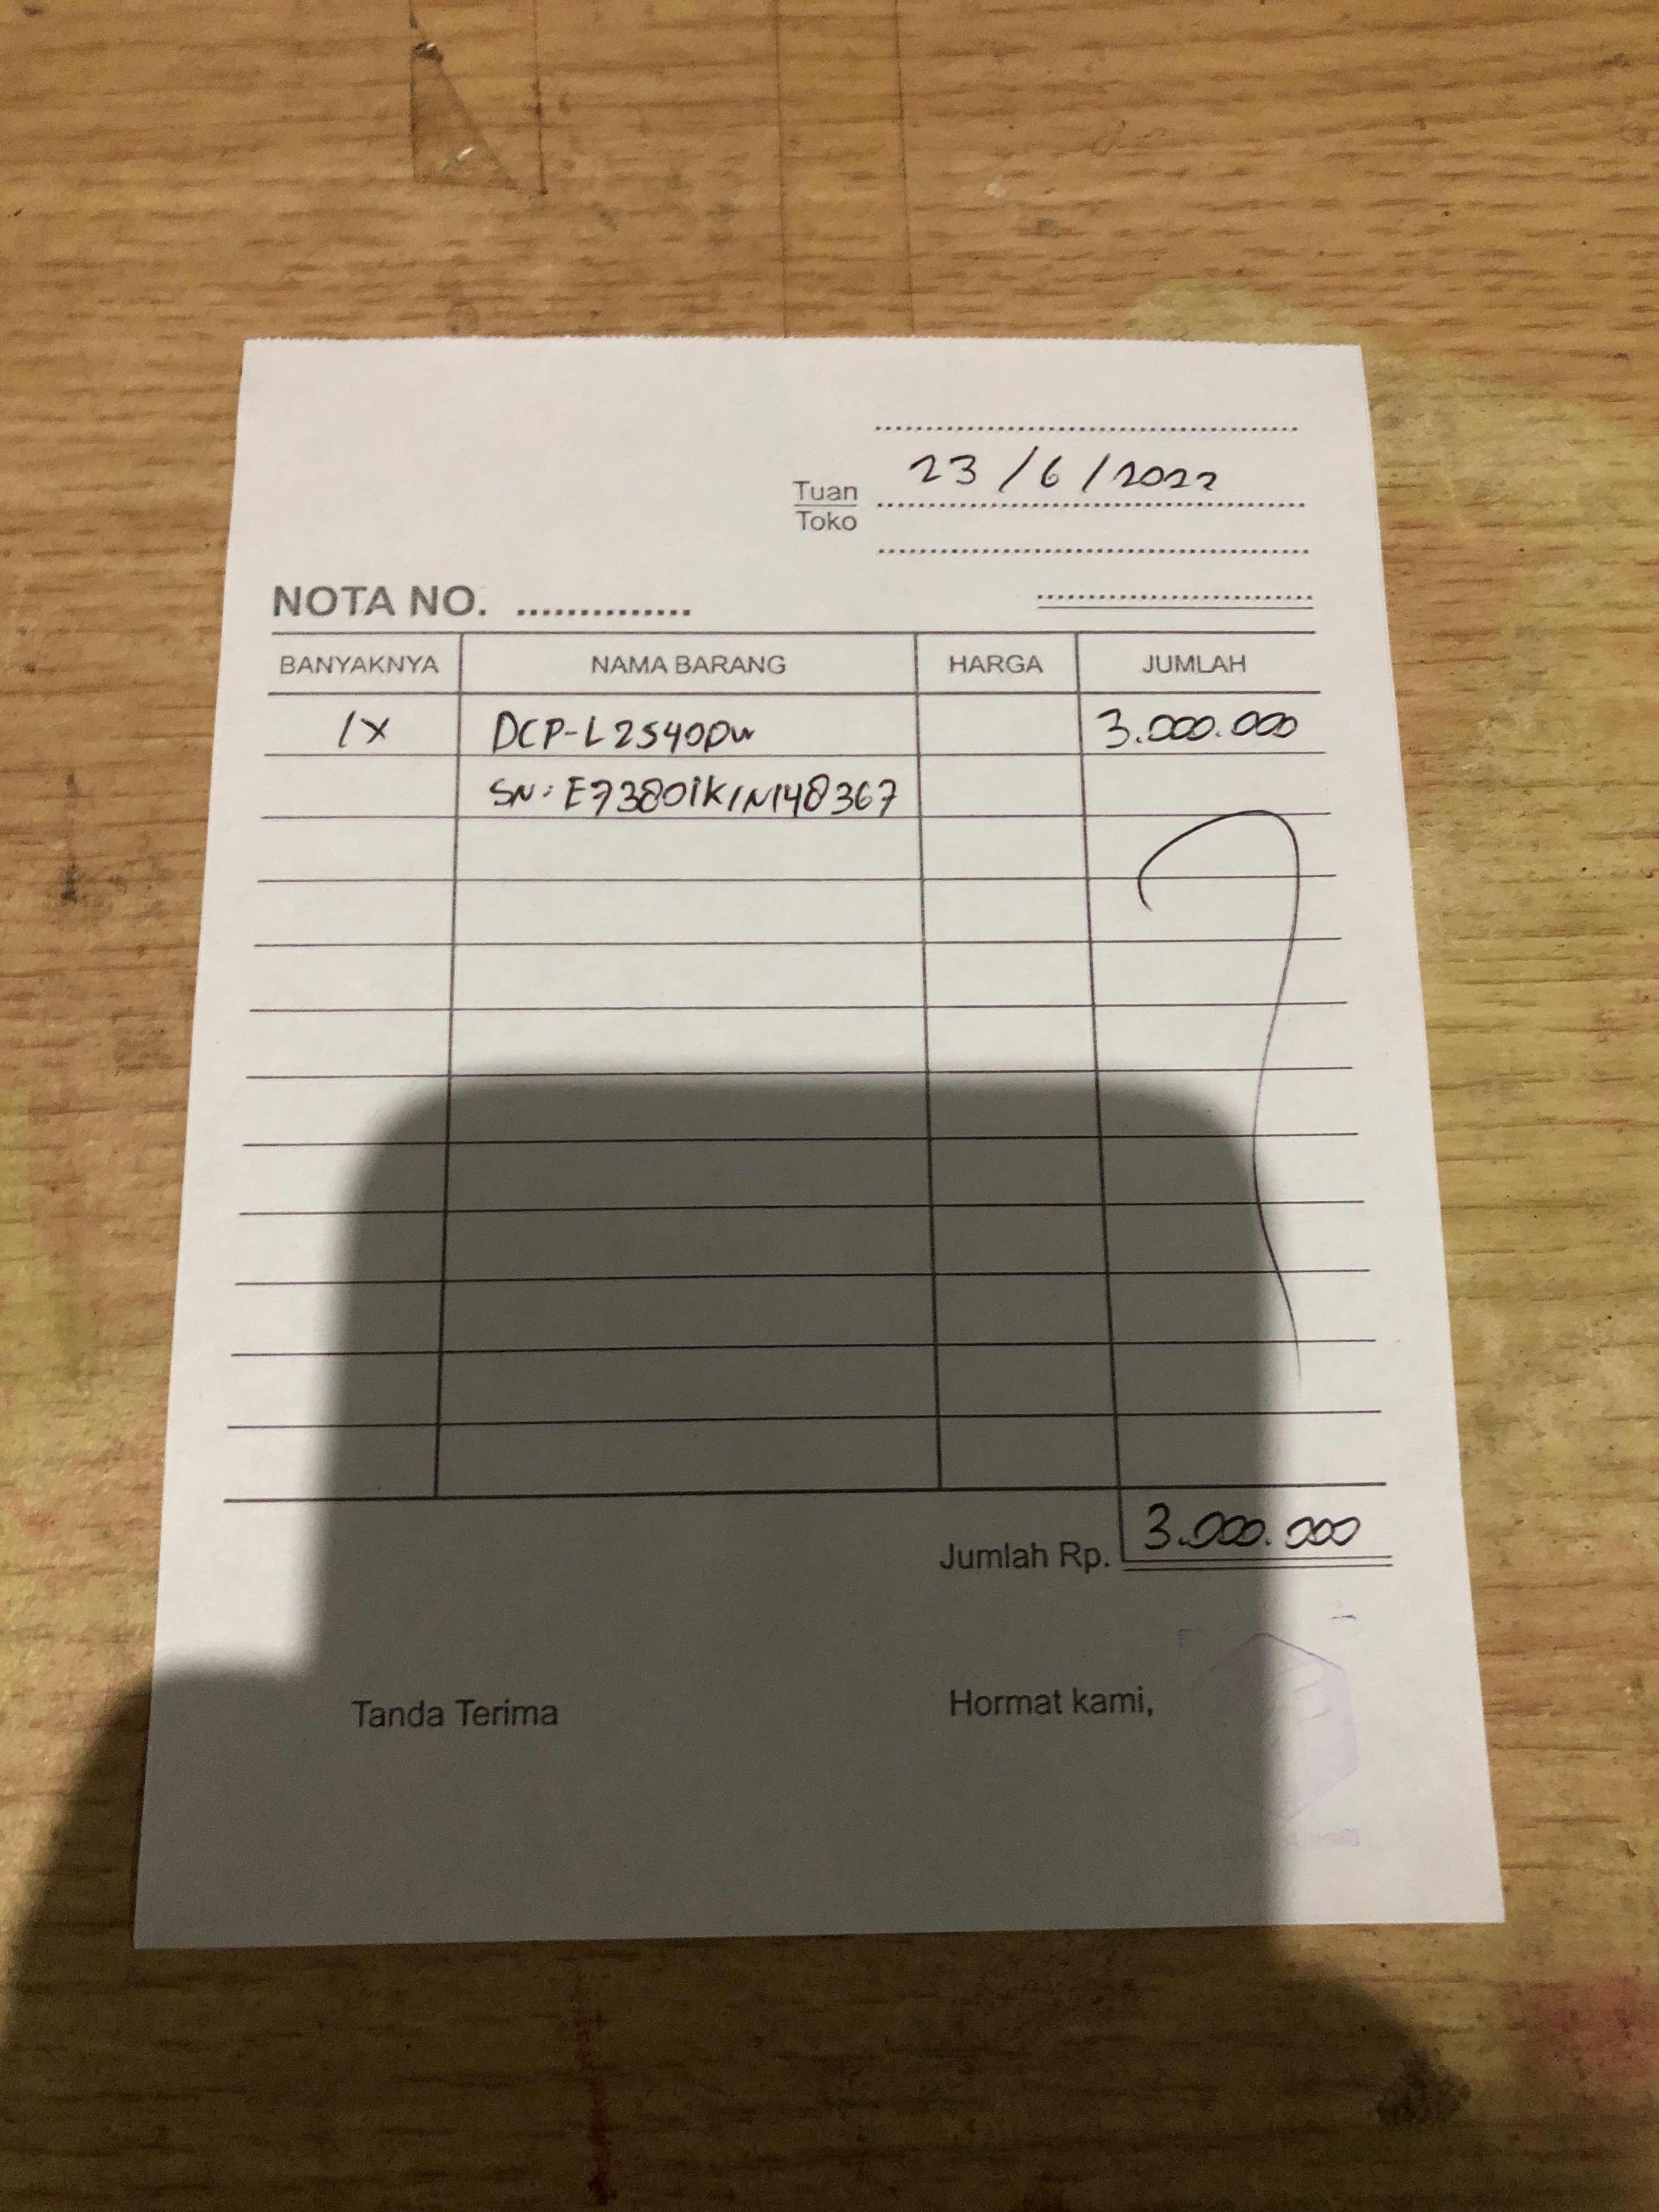 23/6/2022
Tuan
Toko
NOTA NO. ..............
BANYAKNYA NAMA BARANG HARGA JUMLAH
1X DCP-L2540DW 3.000.000
SN: E73801K1N148367
Jumlah Rp. 3.000.000
Tanda Terima Hormat kami,